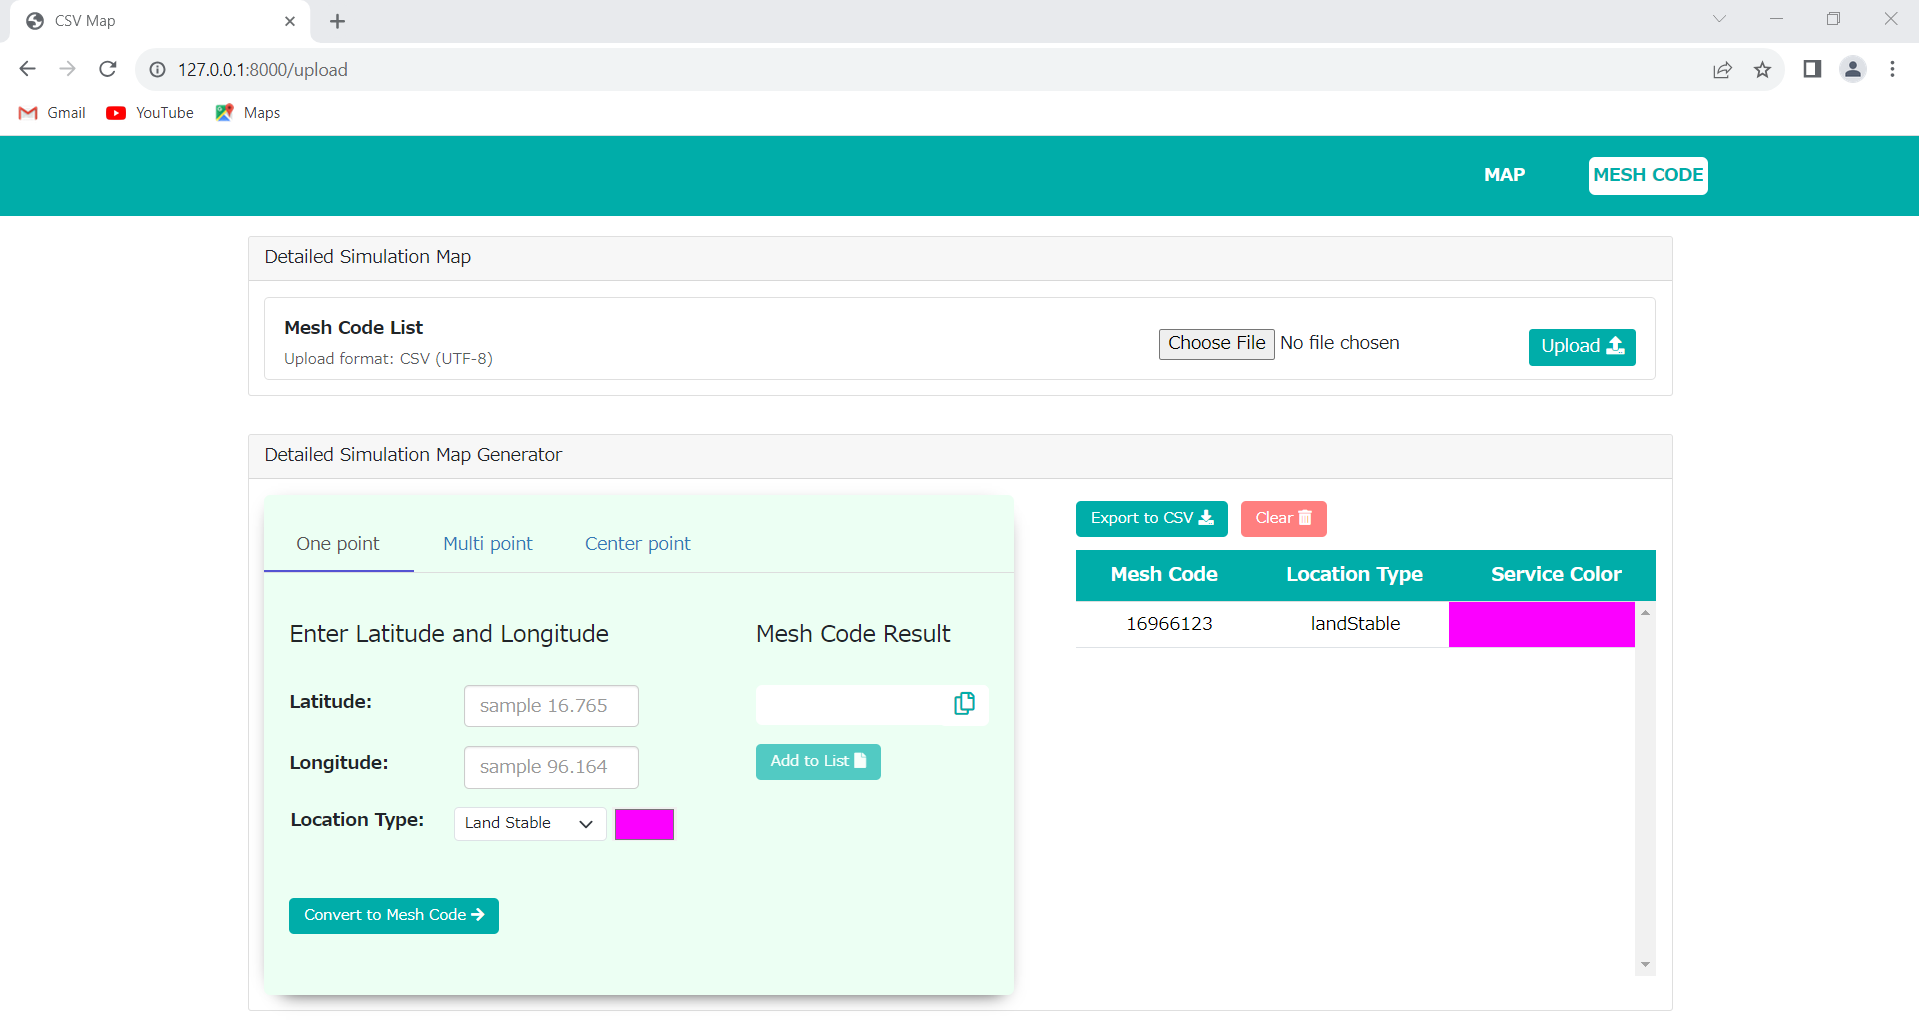 CSV Map
127.0.0.1:8000/upload
Gmail YouTube Maps
MAP MESH CODE
Detailed Simulation Map
Mesh Code List
Upload format: CSV (UTF-8)
Choose File No file chosen
Upload
Detailed Simulation Map Generator
One point Multi point Center point
Enter Latitude and Longitude
Latitude: sample 16.765
Longitude: sample 96.164
Location Type: Land Stable
Convert to Mesh Code
Mesh Code Result
Add to List
Export to CSV Clear
Mesh Code Location Type Service Color
16966123 landStable